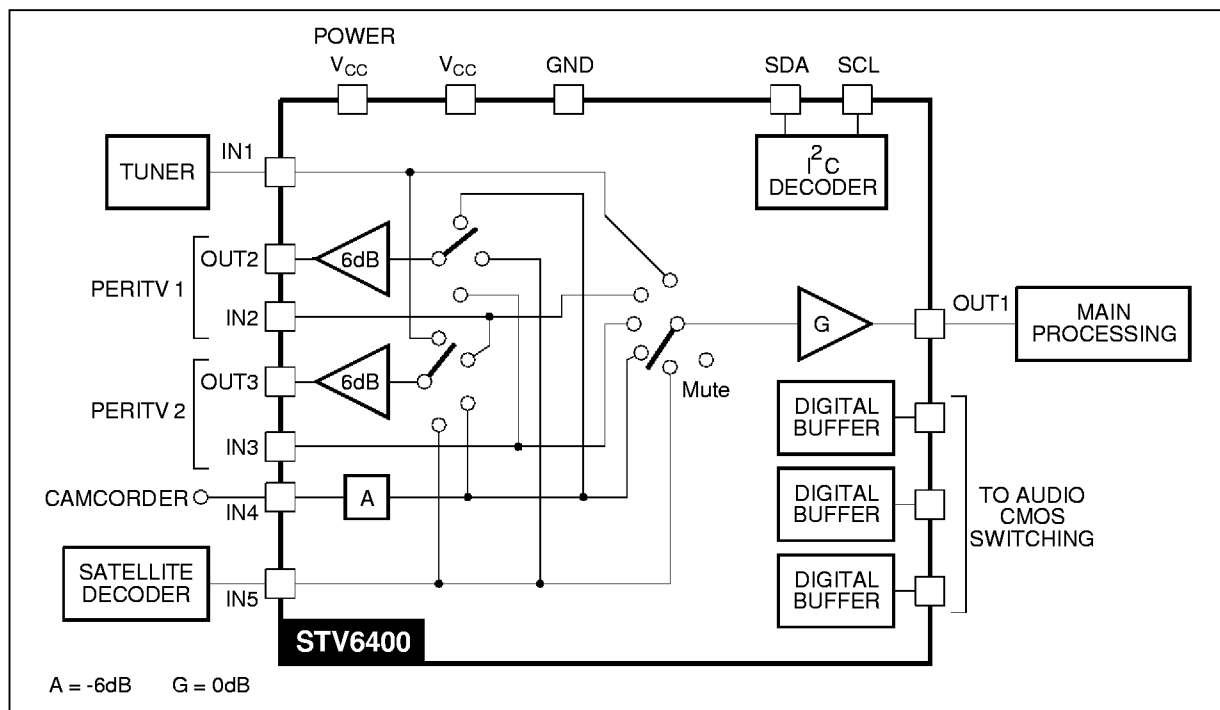 POWER
VCC
VCC
GND
SDA
SCL
TUNER
IN1
I2C
DECODER
PERITV 1
OUT2
6dB
IN2
PERITV 2
OUT3
6dB
IN3
G
OUT1
MAIN
PROCESSING
Mute
CAMCORDER
IN4
A
SATELLITE
DECODER
IN5
DIGITAL
BUFFER
DIGITAL
BUFFER
DIGITAL
BUFFER
TO AUDIO
CMOS
SWITCHING
STV6400
A = -6dB G = 0dB